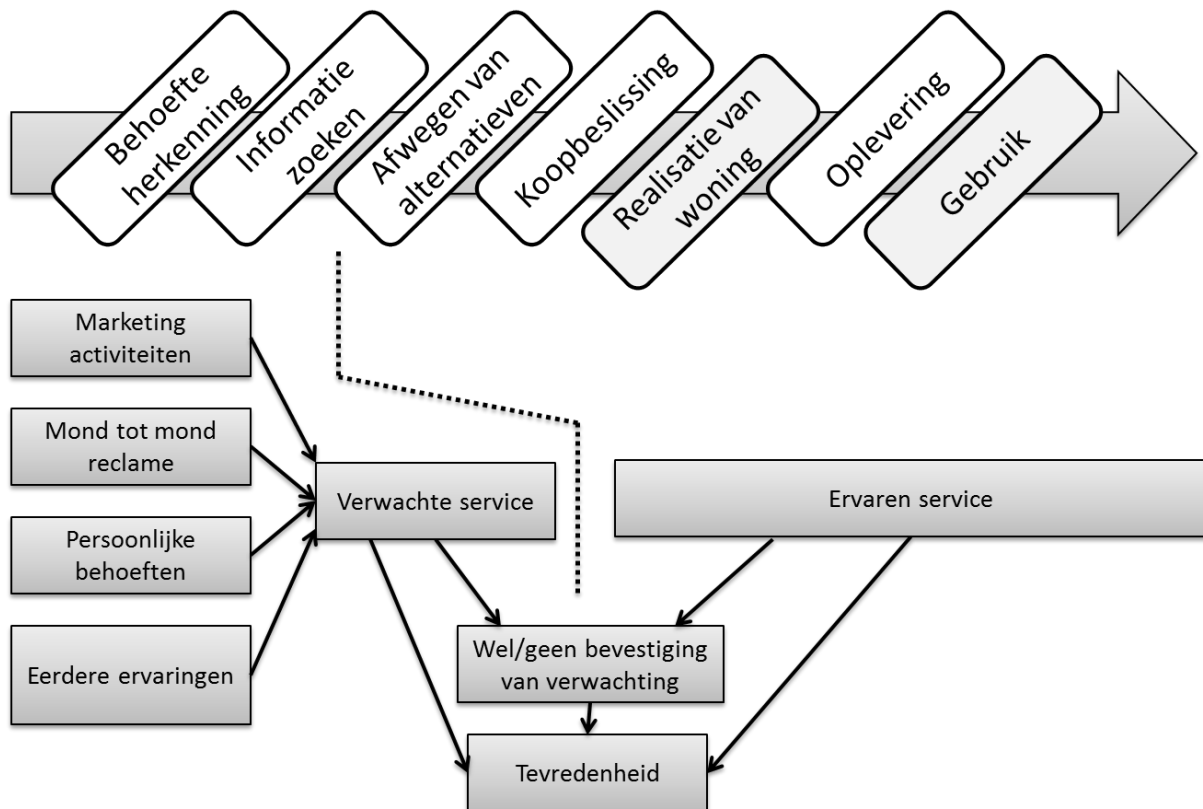 Behoefte
herkenning
Informatie
zoeken
Afwegen van
alternatieven
Koopbeslissing
Realisatie van
woning
Oplevering
Gebruik
Marketing
activiteiten
Mond tot mond
reclame
Persoonlijke
behoeften
Eerdere ervaringen
Verwachte service
Ervaren service
Wel/geen bevestiging
van verwachting
Tevredenheid